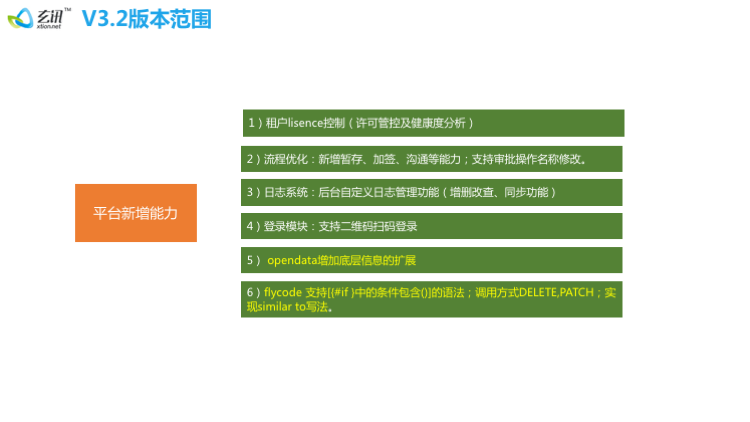 玄讯™
xtion.net
V3.2版本范围
平台新增能力
1）租户lisence控制（许可管控及健康度分析）
2）流程优化：新增暂存、加签、沟通等能力；支持审批操作名称修改。
3）日志系统：后台自定义日志管理功能（增删改查、同步功能）
4）登录模块：支持二维码扫码登录
5） opendata增加底层信息的扩展
6）flycode 支持[{#if }中的条件包含()]的语法；调用方式DELETE,PATCH；实
现similar to写法。